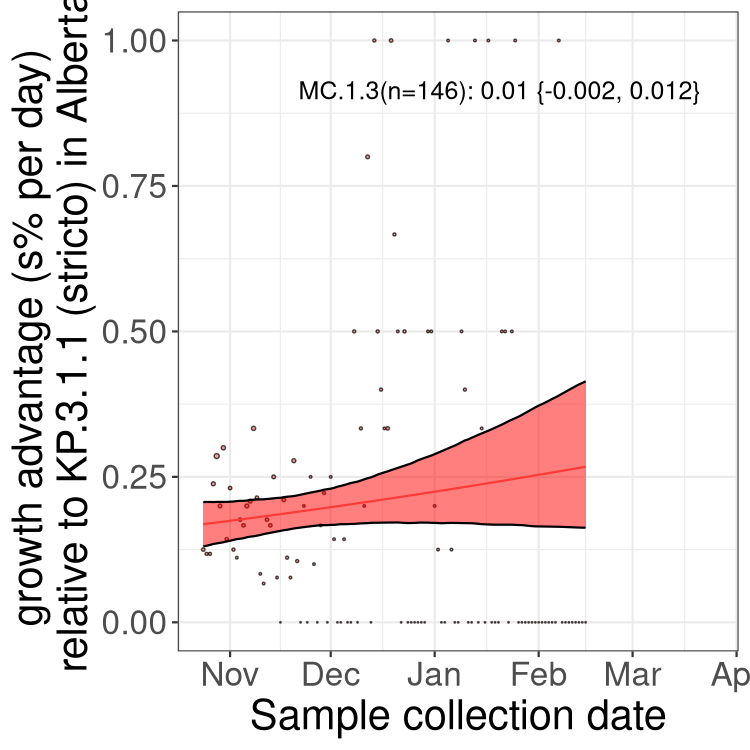 growth advantage (s% per day)
relative to KP.3.1.1 (stricto) in Alberta
1.00
0.75
0.50
0.25
0.00
MC.1.3(n=146): 0.01 {-0.002, 0.012}
Nov Dec Jan Feb Mar Ap
Sample collection date